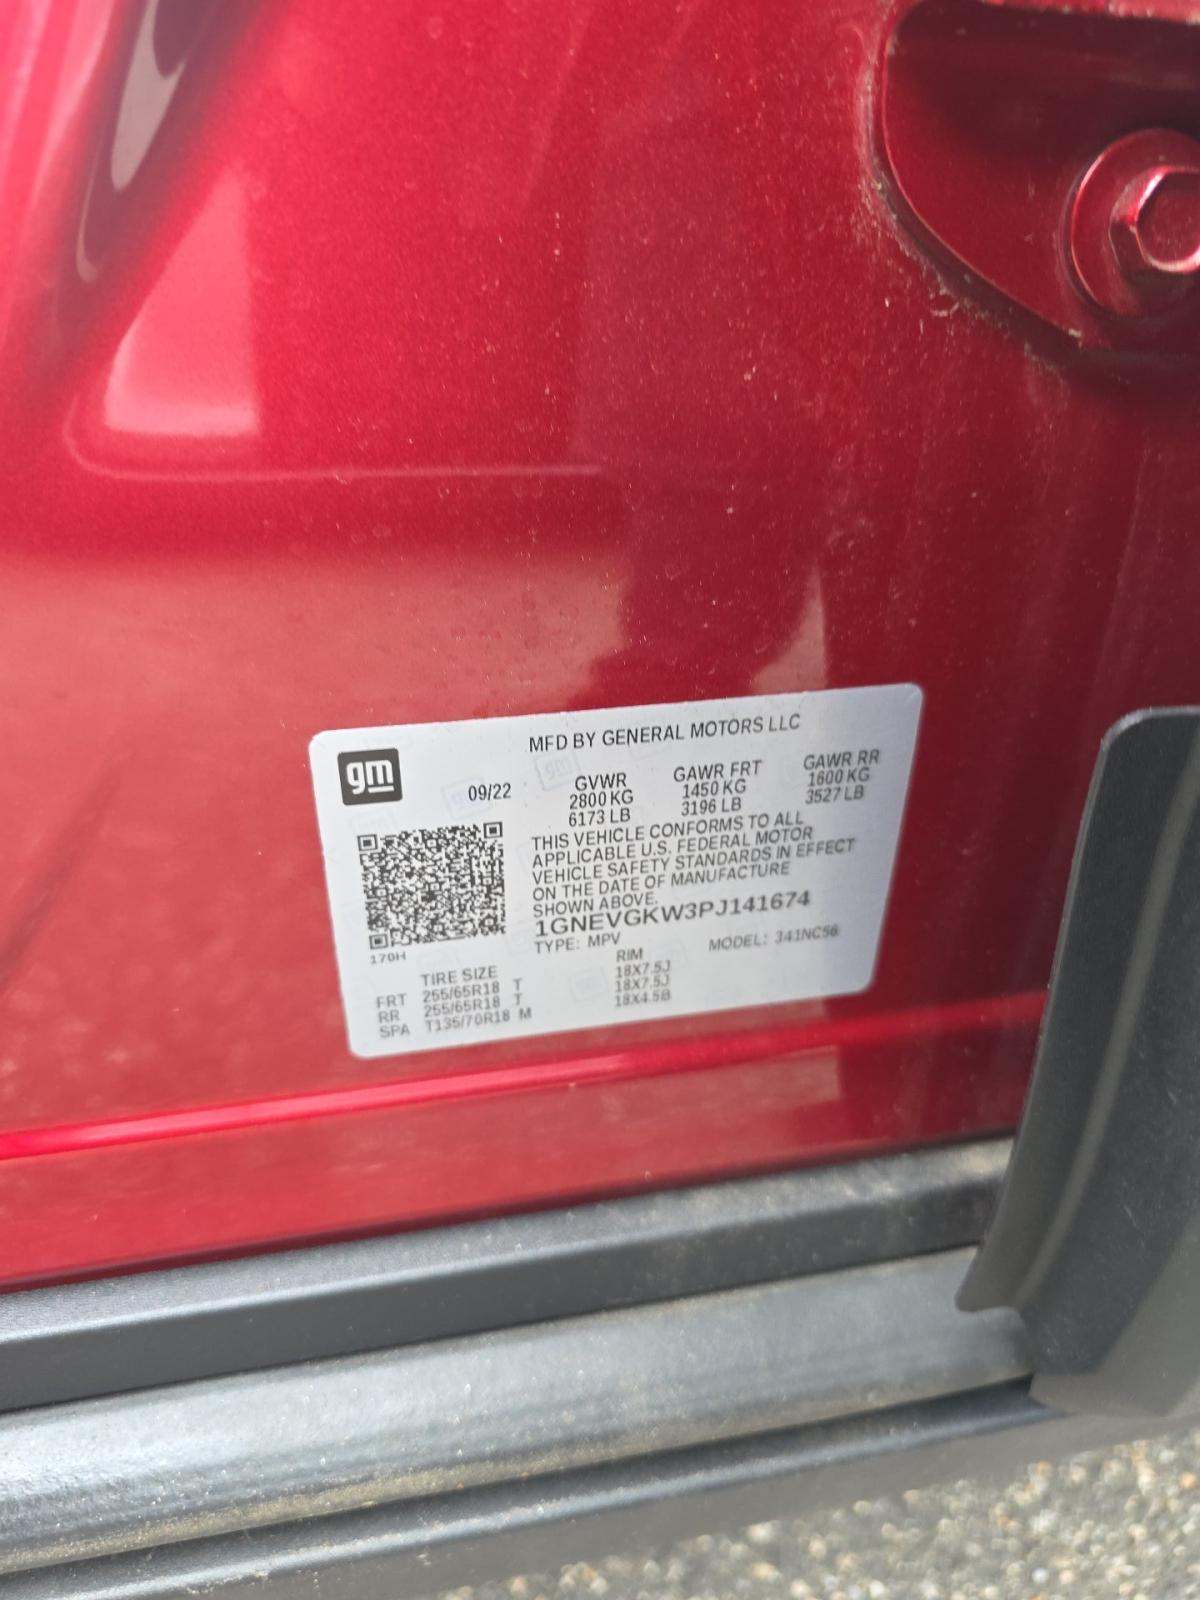 MFD BY GENERAL MOTORS LLC
gm
09/22
GVWR GAWR FRT GAWR RR
2800 KG 1450 KG 1600 KG
6173 LB 3196 LB 3527 LB
THIS VEHICLE CONFORMS TO ALL
APPLICABLE U.S. FEDERAL MOTOR
VEHICLE SAFETY STANDARDS IN EFFECT
ON THE DATE OF MANUFACTURE
SHOWN ABOVE.
1GNEVGKW3PJ141674
TYPE: MPV MODEL: 341NC56
170H
TIRE SIZE RIM
FRT 255/65R18 T 18X7.5J
RR 255/65R18 T 18X7.5J
SPA T135/70R18 M 18X4.5B